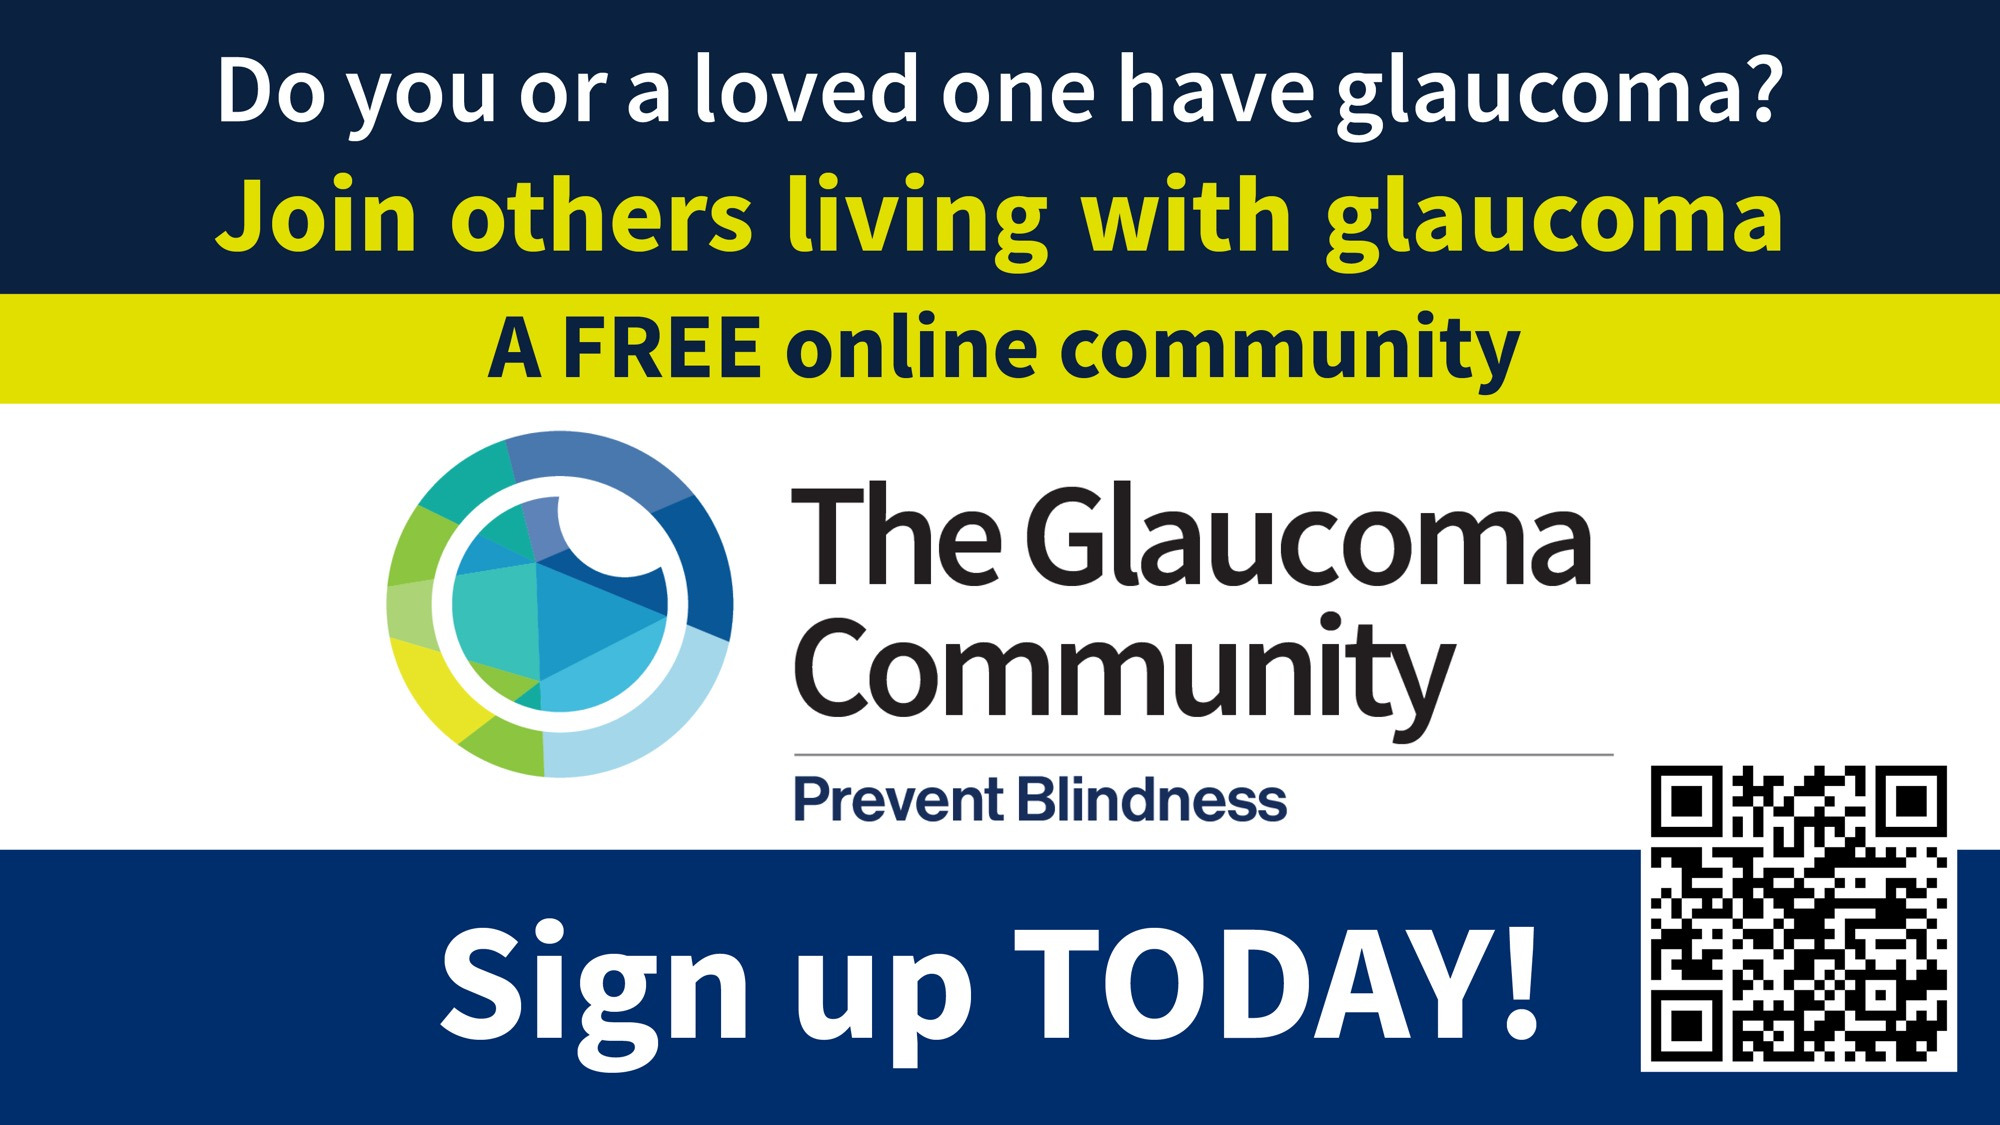 Do you or a loved one have glaucoma?
Join others living with glaucoma
A FREE online community
The Glaucoma
Community
Prevent Blindness
Sign up TODAY!